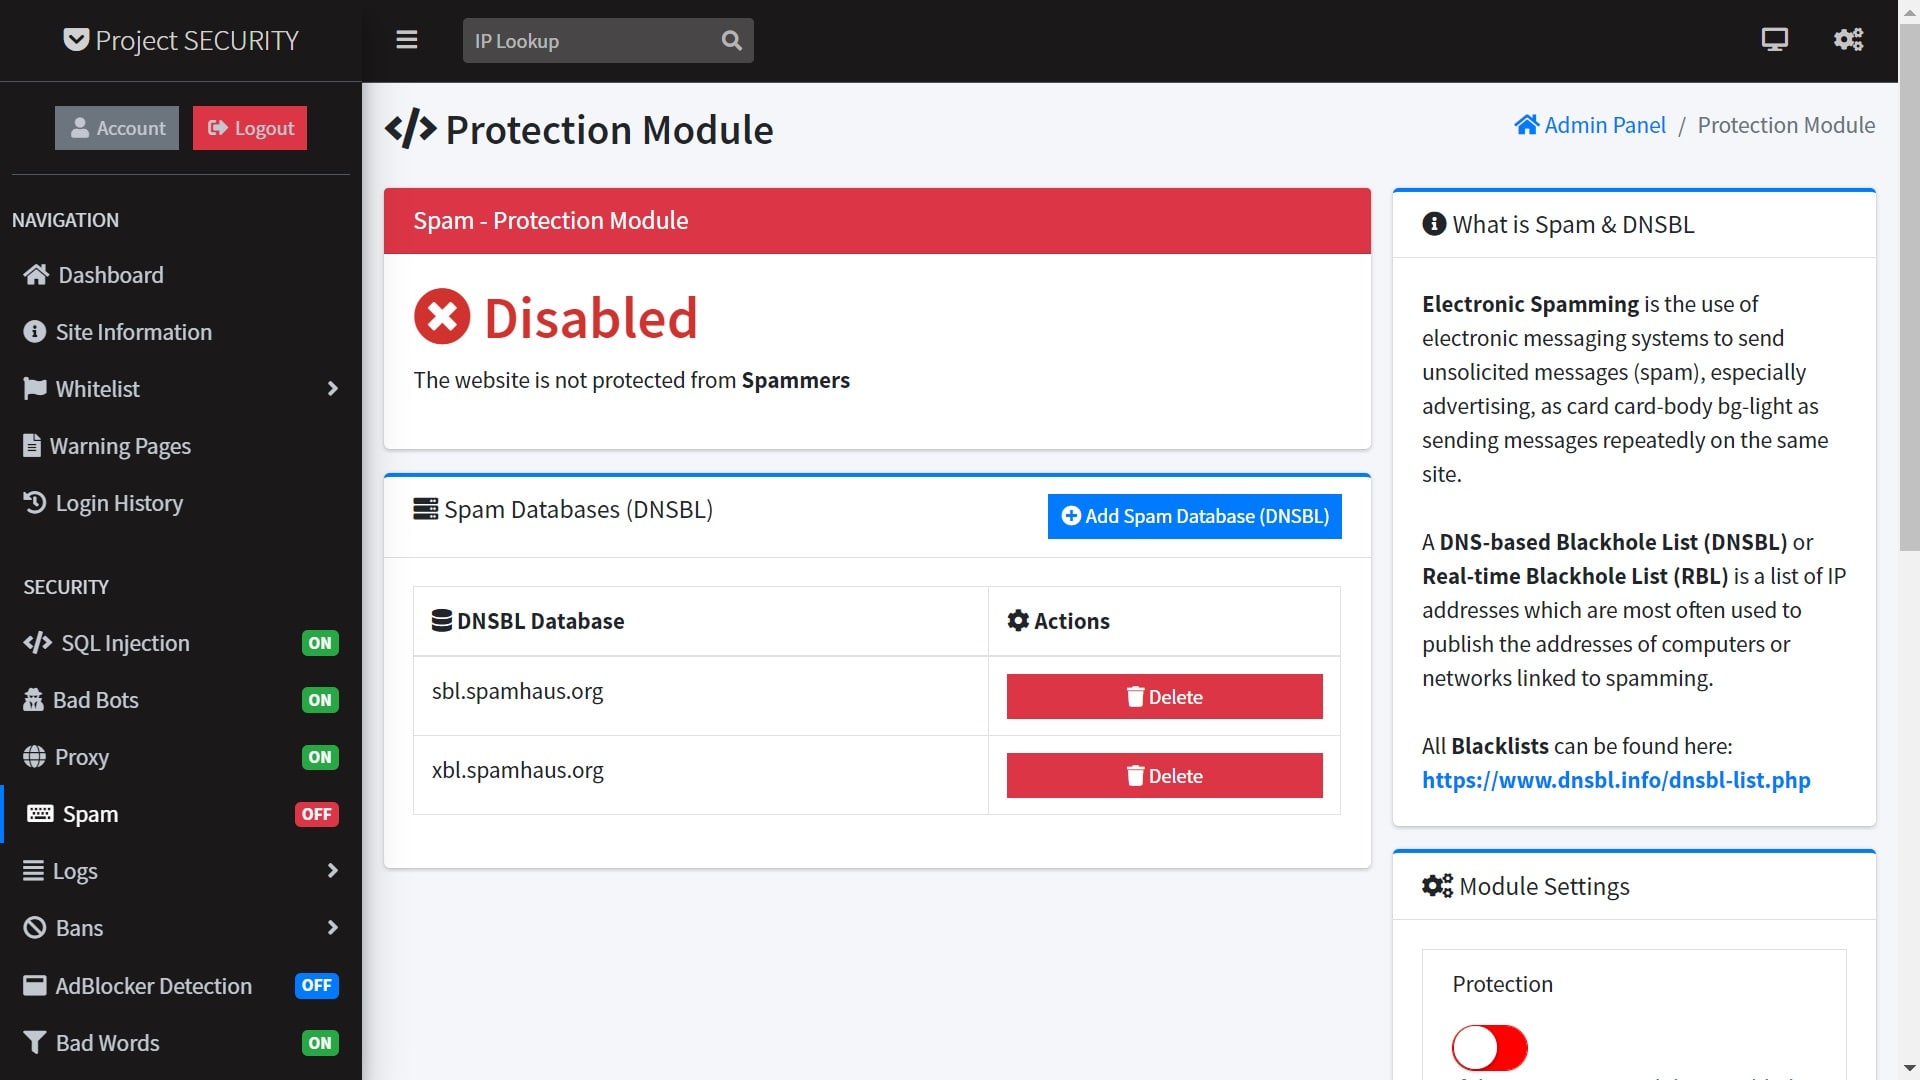 Project SECURITY
IP Lookup
Account
Logout
NAVIGATION
Dashboard
Site Information
Whitelist
Warning Pages
Login History
SECURITY
SQL Injection ON
Bad Bots ON
Proxy ON
Spam OFF
Logs
Bans
AdBlocker Detection OFF
Bad Words ON
Protection Module
Admin Panel / Protection Module
Spam - Protection Module
Disabled
The website is not protected from Spammers
Spam Databases (DNSBL)
Add Spam Database (DNSBL)
DNSBL Database
Actions
sbl.spamhaus.org
Delete
xbl.spamhaus.org
Delete
What is Spam & DNSBL
Electronic Spamming is the use of
electronic messaging systems to send
unsolicited messages (spam), especially
advertising, as card card-body bg-light as
sending messages repeatedly on the same
site.
A DNS-based Blackhole List (DNSBL) or
Real-time Blackhole List (RBL) is a list of IP
addresses which are most often used to
publish the addresses of computers or
networks linked to spamming.
All Blacklists can be found here:
https://www.dnsbl.info/dnsbl-list.php
Module Settings
Protection